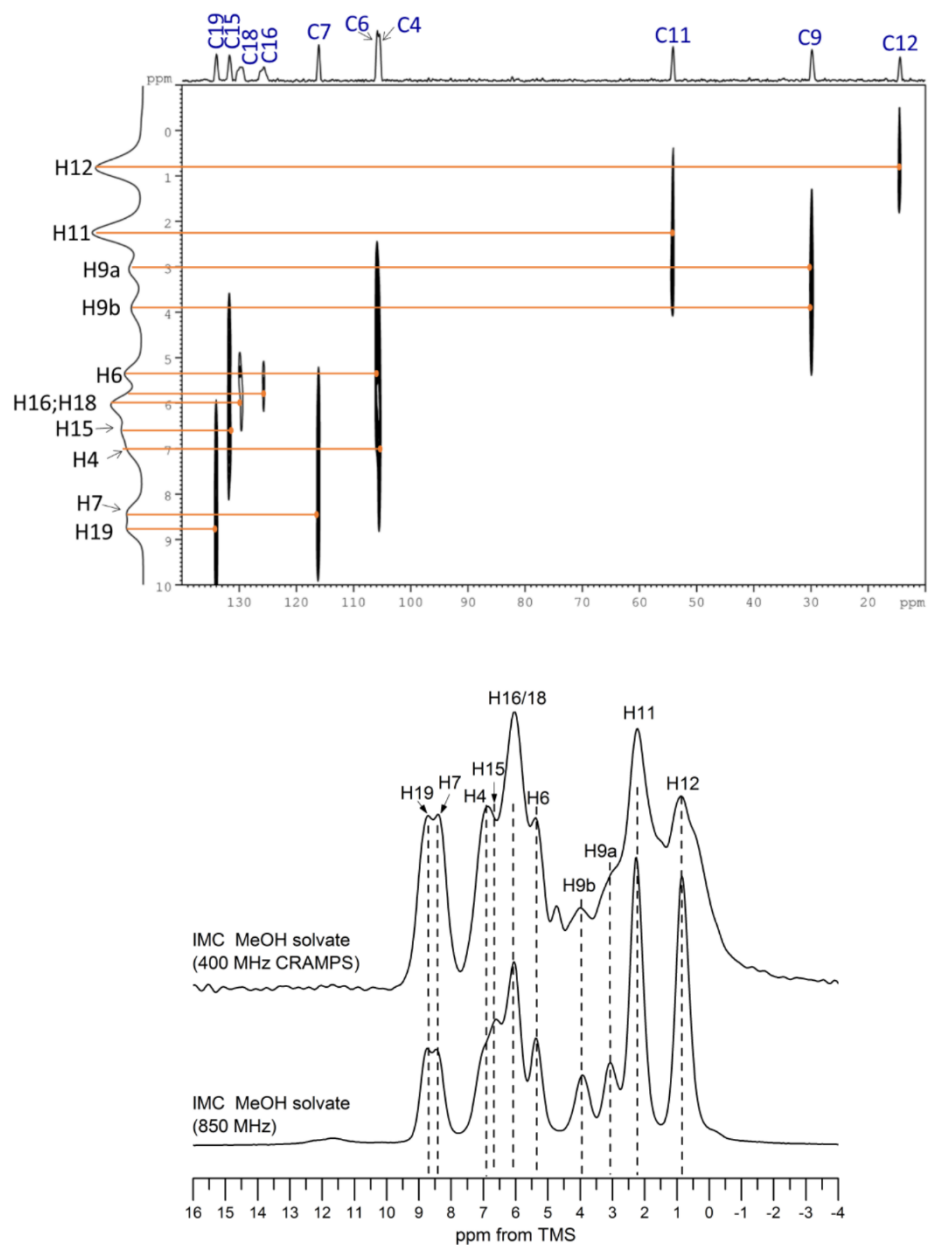 C19 C15 C18 C16 C7 C6 C4 C11 C9 C12
ppm
0
H12
1
2
H11
H9a
3
H9b
4
5
H6
H16;H18
6
H15
H4
7
H7
8
H19
9
10
130 120 110 100 90 80 70 60 50 40 30 20 ppm
H16/18
H11
H15
H19 H7 H4 H6 H12
H9a
H9b
IMC MeOH solvate
(400 MHz CRAMPS)
IMC MeOH solvate
(850 MHz)
16 15 14 13 12 11 10 9 8 7 6 5 4 3 2 1 0 -1 -2 -3 -4
ppm from TMS